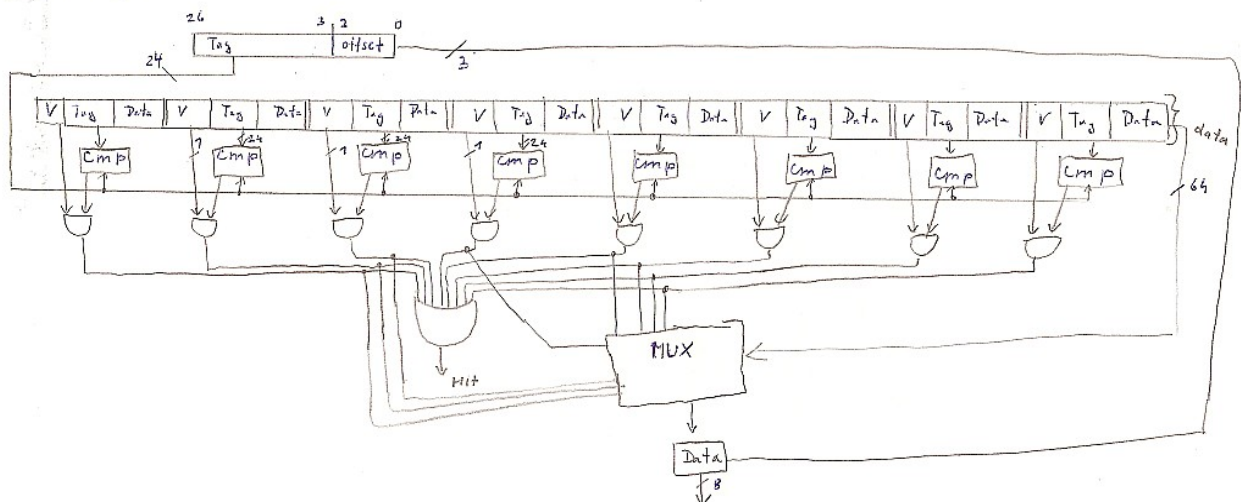 26 3 2 0
Tag offset
24 3
V Tag Data V Tag Data V Tag Data V Tag Data V Tag Data V Tag Data V Tag Data V Tag Data data
1 24 1 24 1 24
Cmp Cmp Cmp Cmp Cmp Cmp Cmp Cmp
64
MUX
Hit
Data
8